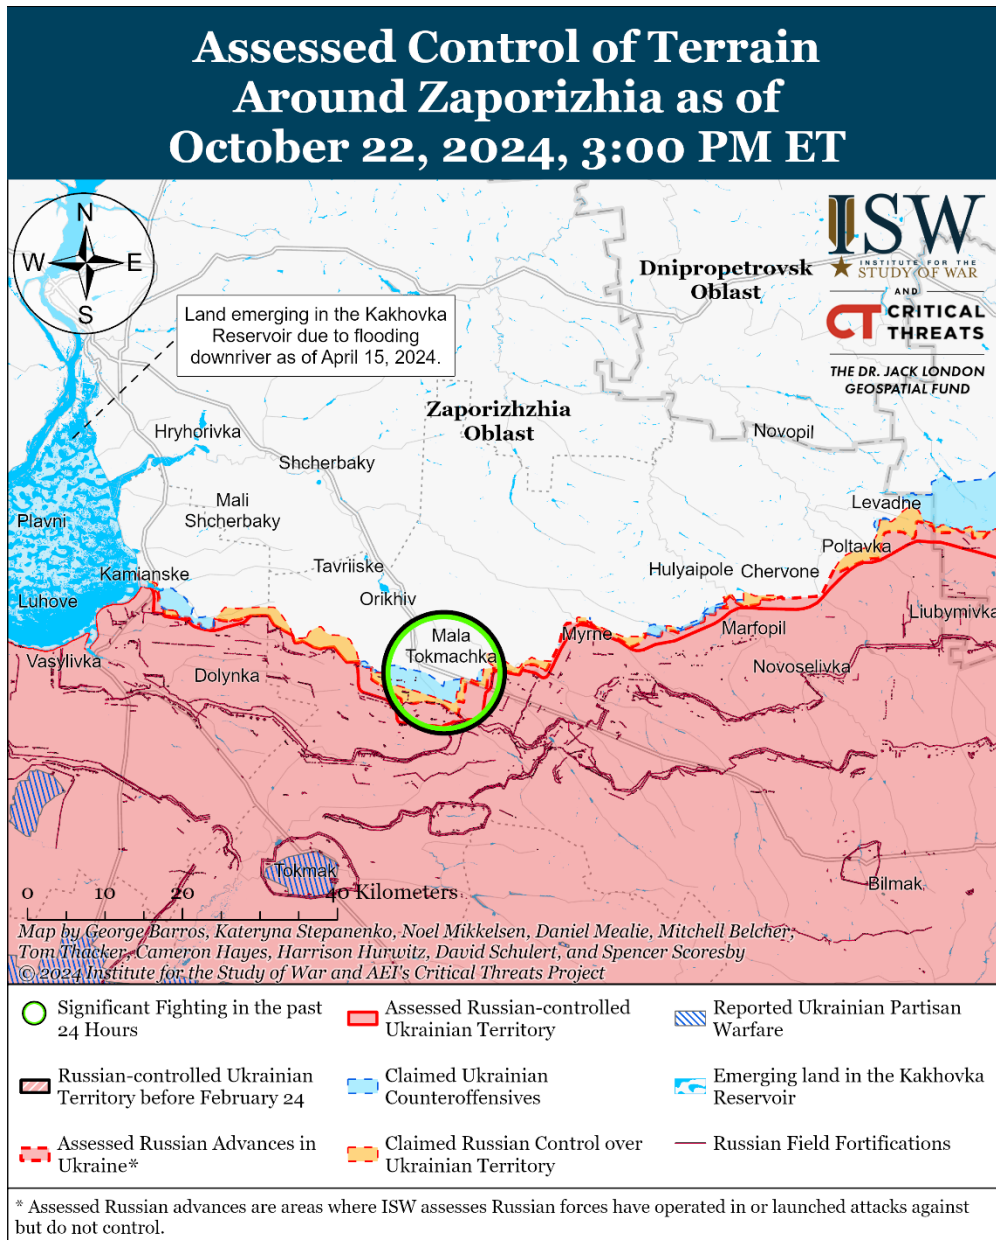 Assessed Control of Terrain
Around Zaporizhia as of
October 22, 2024, 3:00 PM ET
N
W
E
S
ISW
INSTITUTE FOR THE
STUDY OF WAR
AND
CT CRITICAL
THREATS
THE DR. JACK LONDON
GEOSPATIAL FUND
Dnipropetrovsk
Oblast
Land emerging in the Kakhovka
Reservoir due to flooding
downriver as of April 15, 2024.
Zaporizhzhia
Oblast
Hryhorivka
Novopil
Shcherbaky
Mali
Shcherbaky
Levadne
Plavni
Poltavka
Kamianske
Tavriiske
Hulyaipole
Chervone
Luhove
Orikhiv
Liubymivka
Mala
Tokmachka
Myrne
Marfopil
Vasylivka
Dolynka
Novoselivka
Tokmak
Bilmak
0 10 20 40 Kilometers
Map by George Barros, Kateryna Stepanenko, Noel Mikkelsen, Daniel Mealie, Mitchell Belcher,
Tom Thacker, Cameron Hayes, Harrison Hurwitz, David Schulert, and Spencer Scoresby
© 2024 Institute for the Study of War and AEI's Critical Threats Project
Significant Fighting in the past
24 Hours
Assessed Russian-controlled
Ukrainian Territory
Reported Ukrainian Partisan
Warfare
Russian-controlled Ukrainian
Territory before February 24
Claimed Ukrainian
Counteroffensives
Emerging land in the Kakhovka
Reservoir
Assessed Russian Advances in
Ukraine*
Claimed Russian Control over
Ukrainian Territory
Russian Field Fortifications
* Assessed Russian advances are areas where ISW assesses Russian forces have operated in or launched attacks against
but do not control.